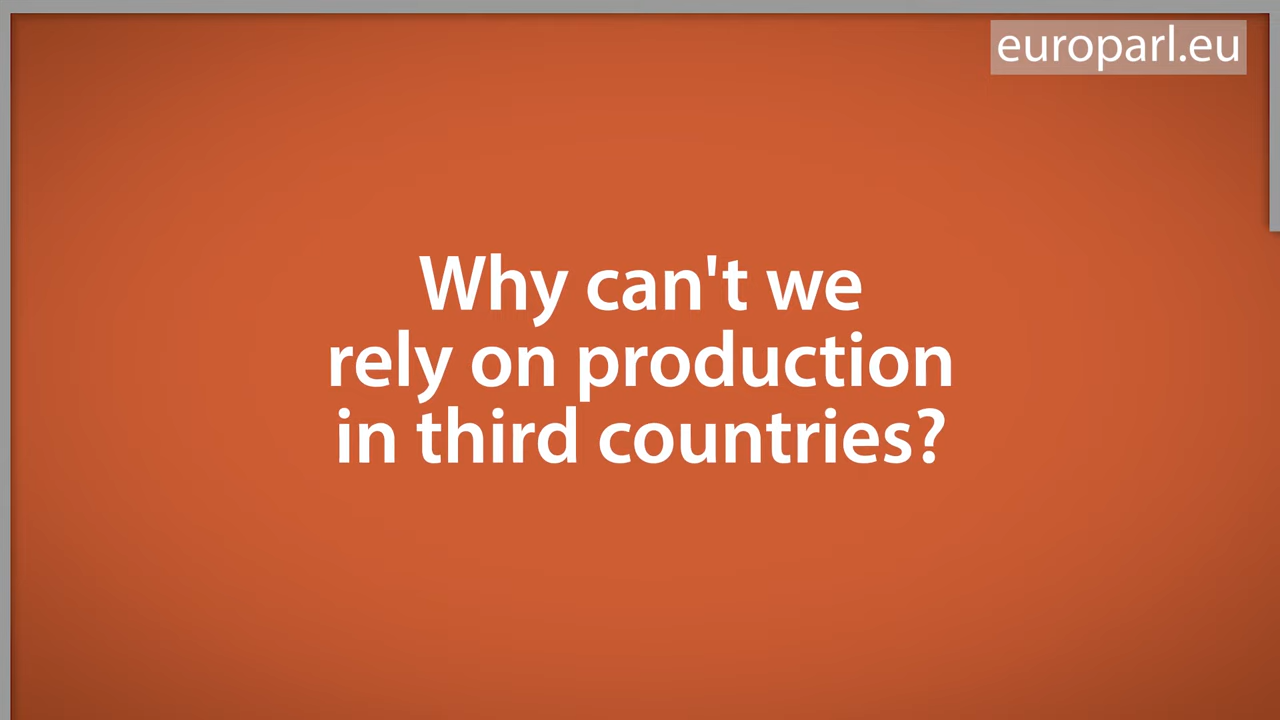 europarl.eu
Why can't we
rely on production
in third countries?